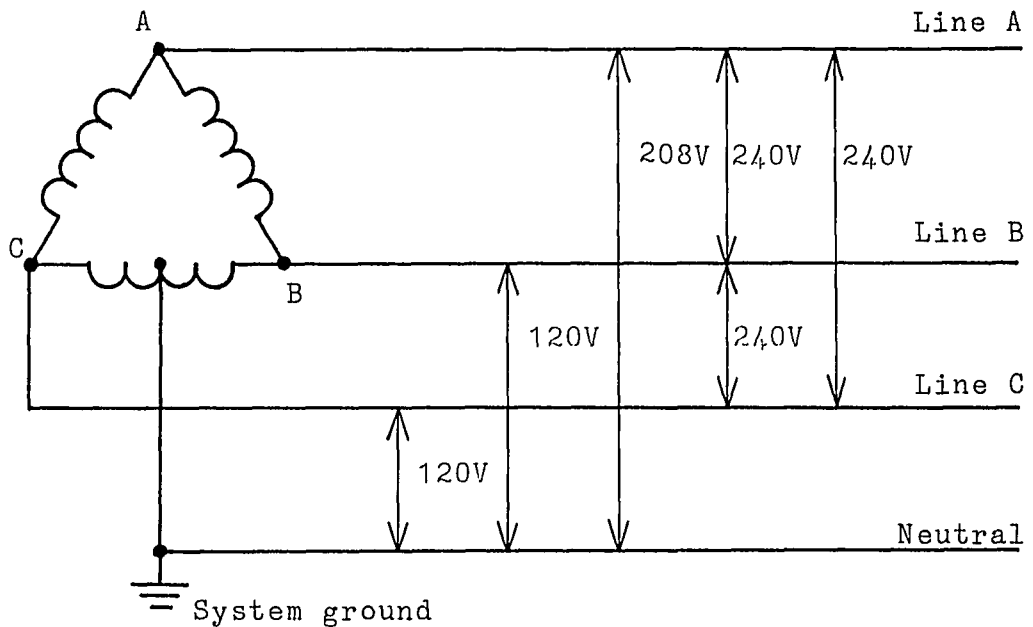 A
Line A
208V
240V
240V
C
Line B
B
120V
240V
Line C
120V
Neutral
System ground